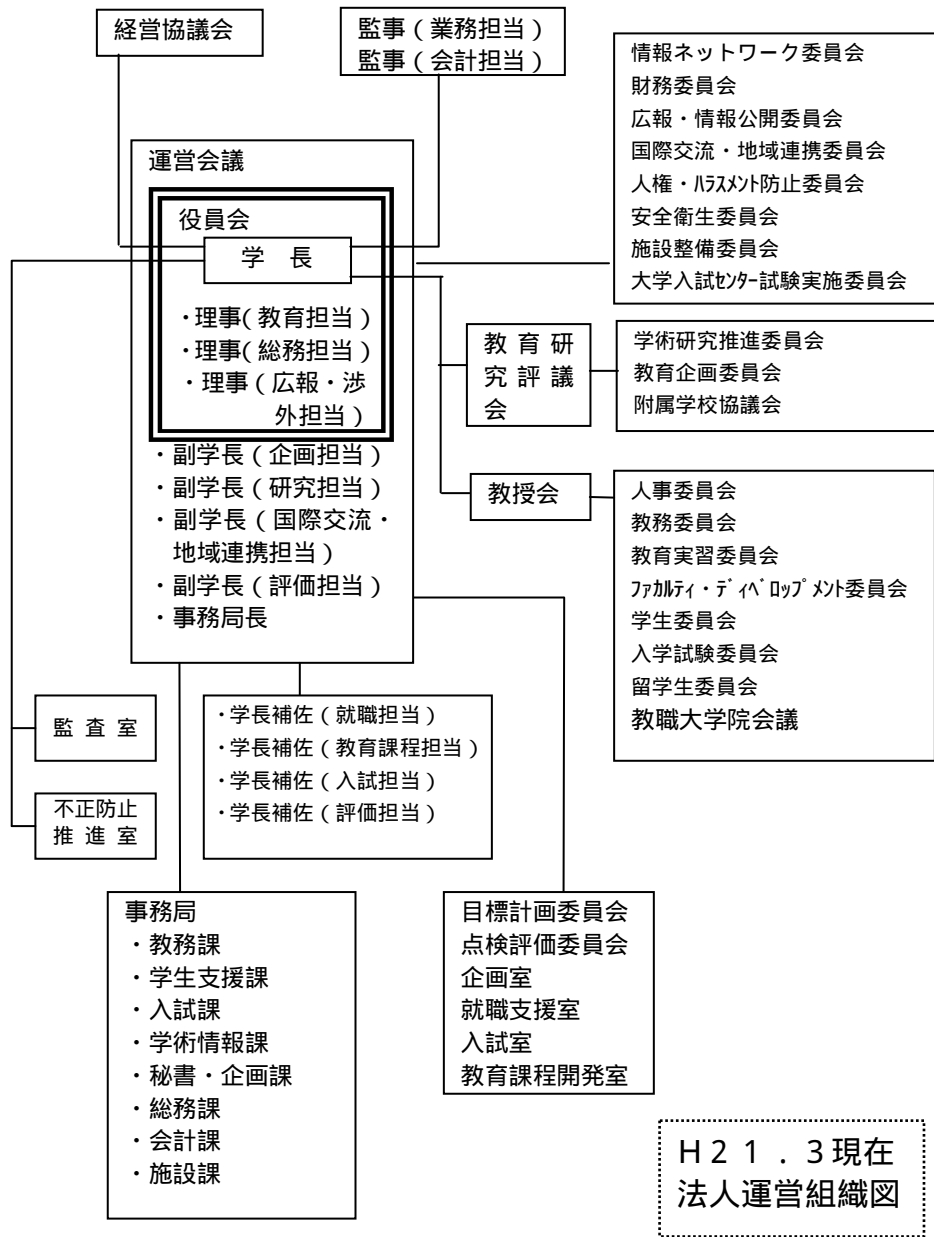 経営協議会
監事（業務担当）
監事（会計担当）
情報ネットワーク委員会
財務委員会
広報・情報公開委員会
国際交流・地域連携委員会
人権・ﾊﾗｽﾒﾝﾄ防止委員会
安全衛生委員会
施設整備委員会
大学入試ｾﾝﾀｰ試験実施委員会
運営会議
役員会
学　長
・理事（教育担当）
・理事（総務担当）
・理事（広報・渉
外担当）
・副学長（企画担当）
・副学長（研究担当）
・副学長（国際交流・
地域連携担当）
・副学長（評価担当）
・事務局長
教 育 研
究 評 議
会
学術研究推進委員会
教育企画委員会
附属学校協議会
教授会
人事委員会
教務委員会
教育実習委員会
ﾌｧｶﾙﾃｨ・ﾃﾞｨﾍﾞﾛｯﾌﾟﾒﾝﾄ委員会
学生委員会
入学試験委員会
留学生委員会
教職大学院会議
監 査 室
不正防止
推 進 室
・学長補佐（就職担当）
・学長補佐（教育課程担当）
・学長補佐（入試担当）
・学長補佐（評価担当）
事務局
・教務課
・学生支援課
・入試課
・学術情報課
・秘書・企画課
・総務課
・会計課
・施設課
目標計画委員会
点検評価委員会
企画室
就職支援室
入試室
教育課程開発室
Ｈ２１．３現在
法人運営組織図